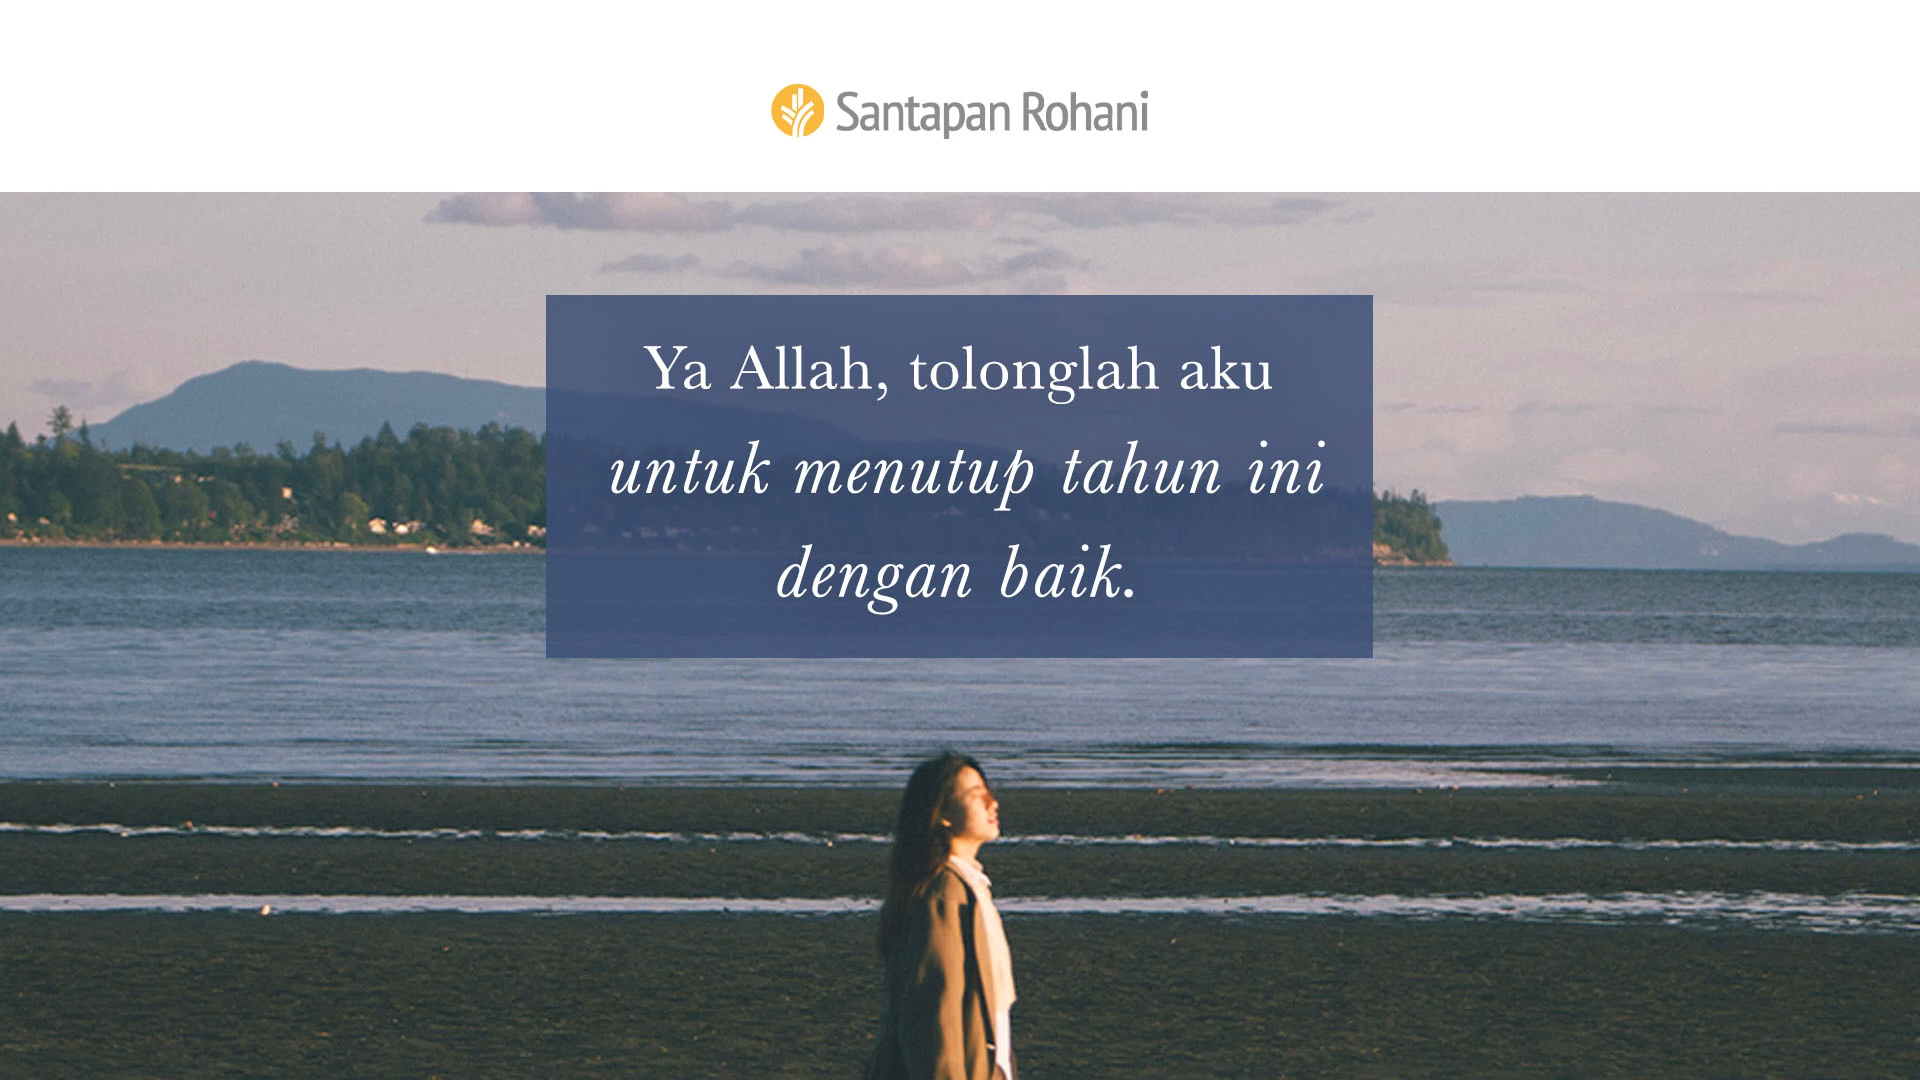 Santapan Rohani
Ya Allah, tolonglah aku
untuk menutup tahun ini
dengan baik.